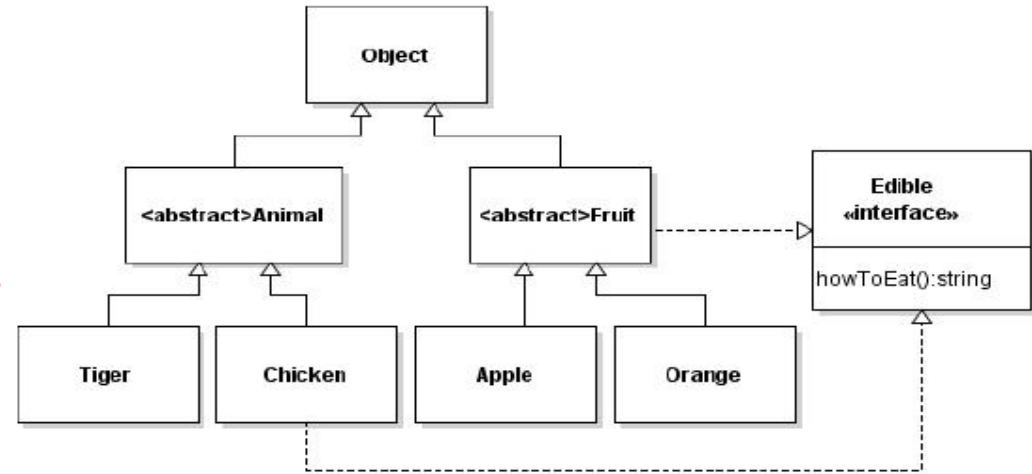 Object
<abstract>Animal
<abstract>Fruit
Edible
«interface»
howToEat():string
Tiger
Chicken
Apple
Orange